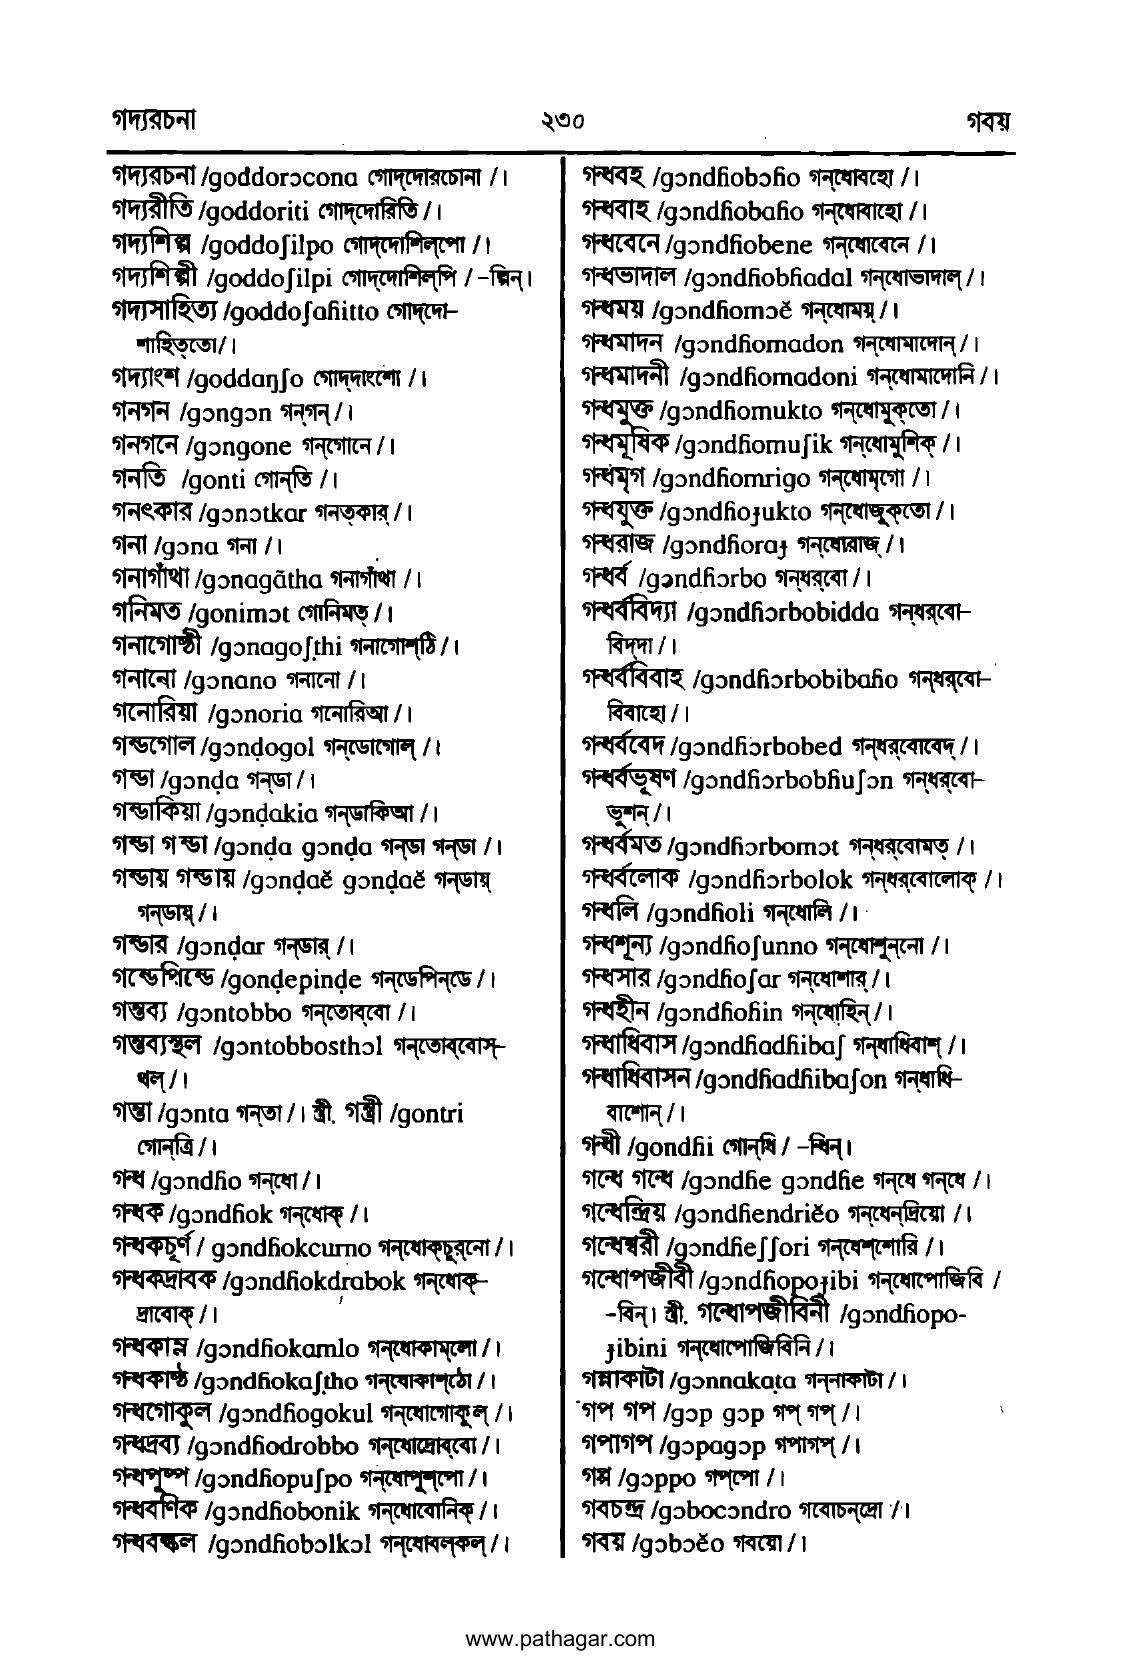 গদ্যরচনা ২৩০ গবয়
গদ্যরচনা /goddorɔcona গোদ্‌দোরচোনা /।
গদ্যরীতি /goddoriti গোদ্‌দোরিতি /।
গদ্যশিল্প /goddoʃilpo গোদ্‌দোশিল্‌পো /।
গদ্যশিল্পী /goddoʃilpi গোদ্‌দোশিল্‌পি / -ল্পিন্‌।
গদ্যসাহিত্য /goddoʃaɦitto গোদ্‌দো-
শাহিত্‌তো/।
গদ্যাংশ /goddaŋʃo গোদ্‌দাংশো /।
গনগন /gɔngɔn গন্‌গন্‌ /।
গনগনে /gɔngone গন্‌গোনে /।
গনতি /gonti গোন্‌তি /।
গনৎকার /gɔnɔtkar গনত্‌কার্‌ /।
গনা /gɔna গনা /।
গনাগাঁথা /gɔnagãtha গনাগাঁথা /।
গনিমত /gonimɔt গোনিমত্‌ /।
গনাগোষ্ঠী /gɔnagoʃṭhi গনাগোশ্‌ঠি /।
গনানো /gɔnano গনানো /।
গনোরিয়া /gɔnoria গনোরিআ /।
গন্ডগোল /gɔnḍogol গন্‌ডোগোল্‌ /।
গন্ডা /gɔnḍa গন্‌ডা /।
গন্ডাকিয়া /gɔnḍakia গন্‌ডাকিআ /।
গন্ডা গন্ডা /gɔnḍa gɔnḍa গন্‌ডা গন্‌ডা /।
গন্ডায় গন্ডায় /gɔnḍaĕ gɔnḍaĕ গন্‌ডায়্‌
গন্‌ডায়্‌ /।
গন্ডার /gɔnḍar গন্‌ডার্‌ /।
গন্ডেপিন্ডে /gonḍepinḍe গন্‌ডেপিন্‌ডে /।
গন্তব্য /gɔntobbo গন্‌তোব্‌বো /।
গন্তব্যস্থল /gɔntobbosthɔl গন্‌তোব্‌বোস্‌-
থল্‌ /।
গন্তা /gɔnta গন্‌তা /। স্ত্রী. গন্ত্রী /gontri
গোন্‌ত্রি /।
গন্ধ /gɔndɦo গন্‌ধো /।
গন্ধক /gɔndɦok গন্‌ধোক্‌ /।
গন্ধকচূর্ণ / gɔndɦokcurno গন্‌ধোক্‌চুর্‌নো /।
গন্ধকদ্রাবক /gɔndɦokdrabok গন্‌ধোক্‌-
দ্রাবোক্‌ /।
গন্ধকাম্ল /gɔndɦokamlo গন্‌ধোকাম্‌লো /।
গন্ধকাষ্ঠ /gɔndɦokaʃṭho গন্‌ধোকাশ্‌ঠো /।
গন্ধগোকুল /gɔndɦogokul গন্‌ধোগোকুল্‌ /।
গন্ধদ্রব্য /gɔndɦodrobbo গন্‌ধোদ্রোব্‌বো /।
গন্ধপুষ্প /gɔndɦopuʃpo গন্‌ধোপুশ্‌পো /।
গন্ধবণিক /gɔndɦobonik গন্‌ধোবোনিক্‌ /।
গন্ধবল্কল /gɔndɦobɔlkɔl গন্‌ধোবল্‌কল্‌ /।
গন্ধবহ /gɔndɦobɔɦo গন্‌ধোবহো /।
গন্ধবাহ /gɔndɦobaɦo গন্‌ধোবাহো /।
গন্ধবেনে /gɔndɦobene গন্‌ধোবেনে /।
গন্ধভাদাল /gɔndɦobɦadal গন্‌ধোভাদাল্‌ /।
গন্ধময় /gɔndɦomɔĕ গন্‌ধোময়্‌ /।
গন্ধমাদন /gɔndɦomadon গন্‌ধোমাদোন্‌ /।
গন্ধমাদনী /gɔndɦomadoni গন্‌ধোমাদোনি /।
গন্ধমুক্ত /gɔndɦomukto গন্‌ধোমুক্‌তো /।
গন্ধমূষিক /gɔndɦomuʃik গন্‌ধোমুশিক্‌ /।
গন্ধমৃগ /gɔndɦomrigo গন্‌ধোমৃগো /।
গন্ধযুক্ত /gɔndɦoɟukto গন্‌ধোজুক্‌তো /।
গন্ধরাজ /gɔndɦoraɟ গন্‌ধোরাজ্‌ /।
গন্ধর্ব /gɔndɦɔrbo গন্‌ধর্‌বো /।
গন্ধর্ববিদ্যা /gɔndɦɔrbobidda গন্‌ধর্‌বো-
বিদ্‌দা /।
গন্ধর্ববিবাহ /gɔndɦɔrbobibaɦo গন্‌ধর্‌বো-
বিবাহো /।
গন্ধর্ববেদ /gɔndɦɔrbobed গন্‌ধর্‌বোবেদ্‌ /।
গন্ধর্বভূষণ /gɔndɦɔrbobɦuʃɔn গন্‌ধর্‌বো-
ভুশন্‌ /।
গন্ধর্বমত /gɔndɦɔrbomɔt গন্‌ধর্‌বোমত্‌ /।
গন্ধর্বলোক /gɔndɦɔrbolok গন্‌ধর্‌বোলোক্‌ /।
গন্ধলি /gɔndɦoli গন্‌ধোলি /।
গন্ধশূন্য /gɔndɦoʃunno গন্‌ধোশুন্‌নো /।
গন্ধসার /gɔndɦoʃar গন্‌ধোশার্‌ /।
গন্ধহীন /gɔndɦoɦin গন্‌ধোহিন্‌ /।
গন্ধাধিবাস /gɔndɦadɦibaʃ গন্‌ধাধিবাশ্‌ /।
গন্ধাধিবাসন /gɔndɦadɦibaʃon গন্‌ধাধি-
বাশোন্‌ /।
গন্ধী /gondɦi গোন্‌ধি / -ন্ধিন্‌।
গন্ধে গন্ধে /gɔndɦe gɔndɦe গন্‌ধে গন্‌ধে /।
গন্ধেন্দ্রিয় /gɔndɦendriĕo গন্‌ধেন্‌দ্রিয়ো /।
গন্ধেশ্বরী /gɔndɦeʃʃori গন্‌ধেশ্‌শোরি /।
গন্ধোপজীবী /gɔndɦopoɟibi গন্‌ধোপোজিবি /
-বিন্‌। স্ত্রী. গন্ধোপজীবিনী /gɔndɦopo-
ɟibini গন্‌ধোপোজিবিনি /।
গন্নাকাটা /gɔnnakaṭa গন্‌নাকাটা /।
গপ গপ /gɔp gɔp গপ্‌ গপ্‌ /।
গপাগপ /gɔpagɔp গপাগপ্‌ /।
গপ্প /gɔppo গপ্‌পো /।
গবচন্দ্র /gɔbocɔndro গবোচন্‌দ্রো /।
গবয় /gɔbɔĕo গবয়ো /।
www.pathagar.com